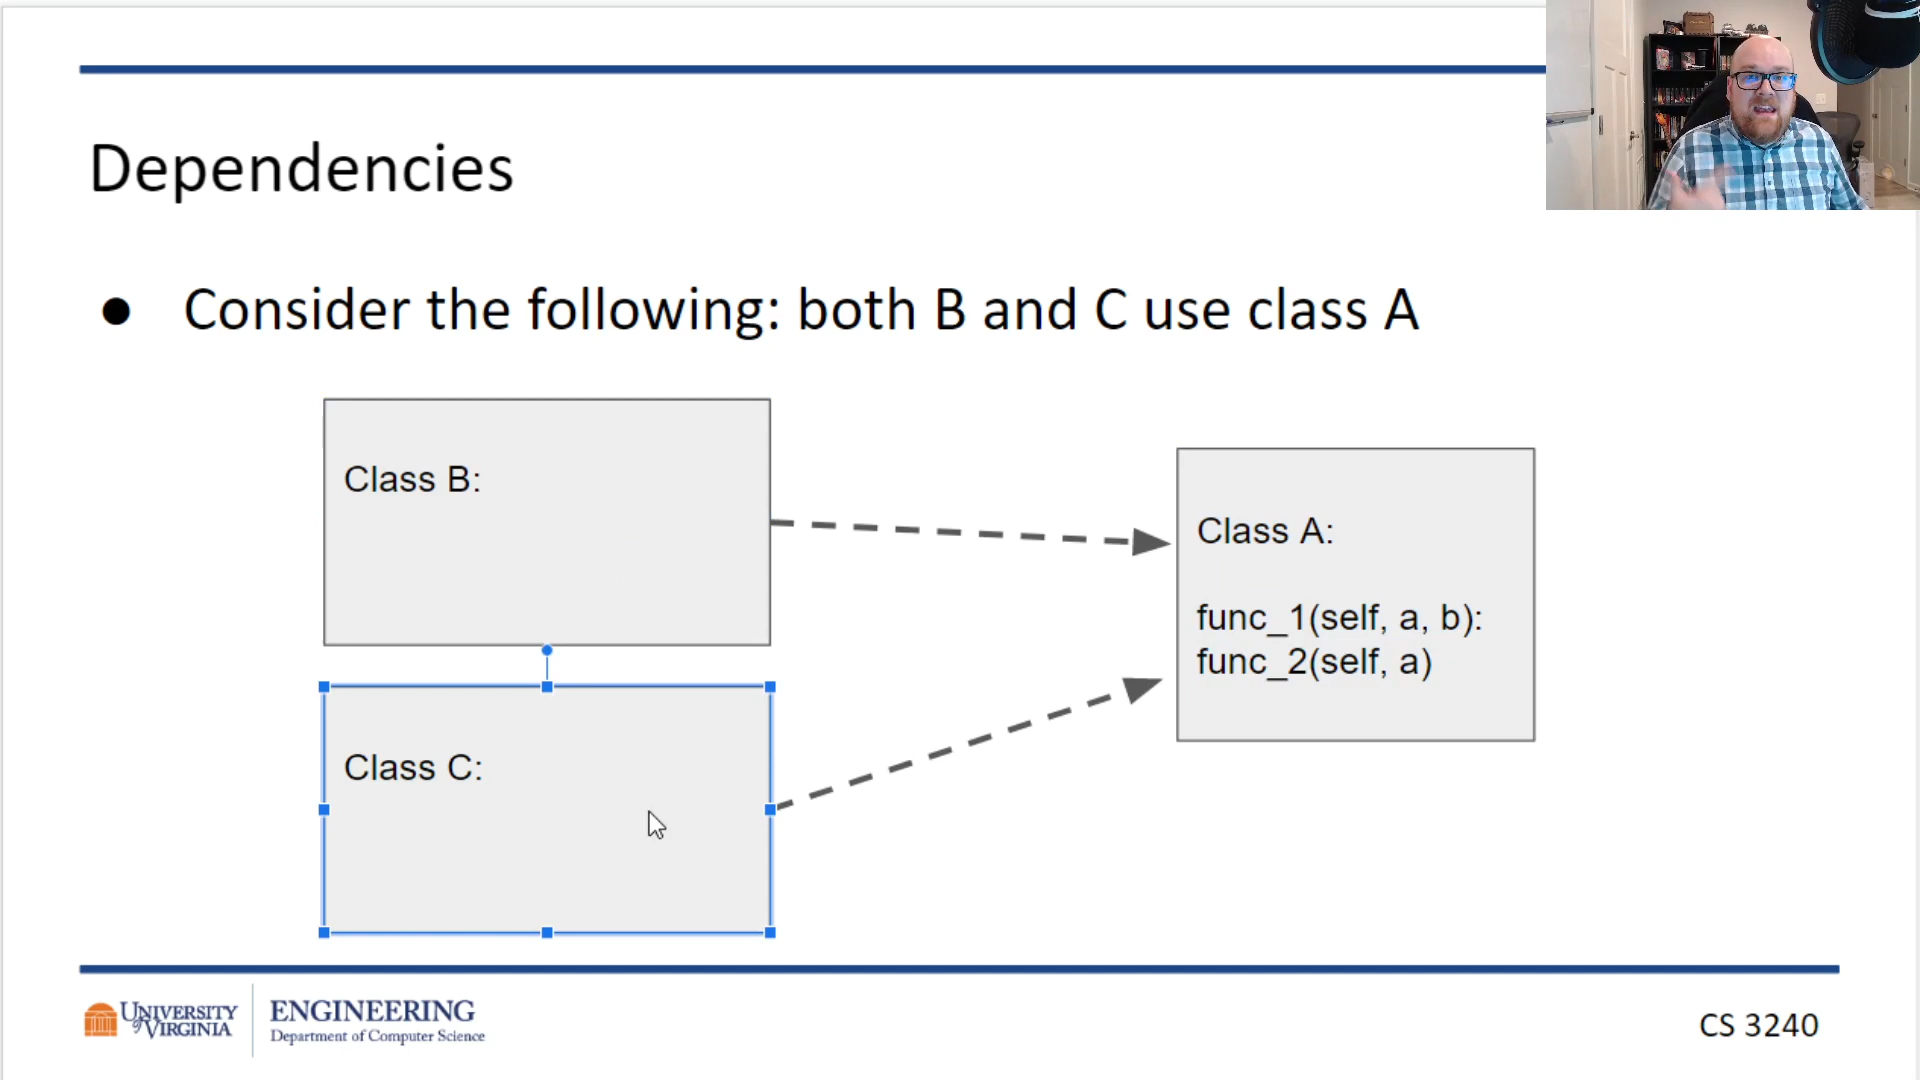 Dependencies
● Consider the following: both B and C use class A
Class B:
Class A:
func_1(self, a, b):
func_2(self, a)
Class C:
UNIVERSITY
of VIRGINIA
ENGINEERING
Department of Computer Science
CS 3240